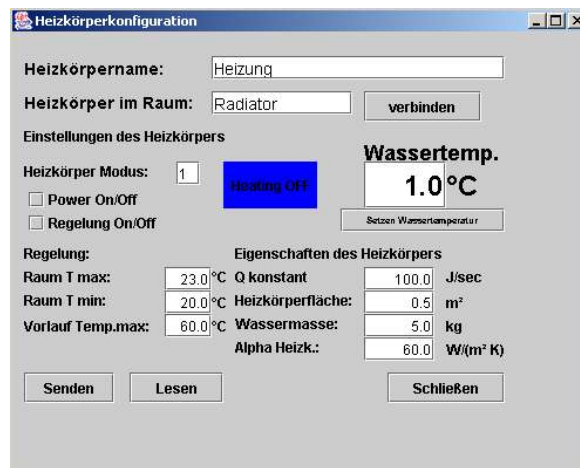 Heizkörperkonfiguration
Heizkörpername: Heizung
Heizkörper im Raum: Radiator verbinden
Einstellungen des Heizkörpers
Wassertemp.
Heizkörper Modus: 1 Heating OFF 1.0 °C
Power On/Off
Regelung On/Off Setzen Wassertemperatur
Regelung: Eigenschaften des Heizkörpers
Raum T max: 23.0 °C Q konstant 100.0 J/sec
Raum T min: 20.0 °C Heizkörperfläche: 0.5 m²
Vorlauf Temp.max: 60.0 °C Wassermasse: 5.0 kg
Alpha Heizk.: 60.0 W/(m² K)
Senden Lesen Schließen